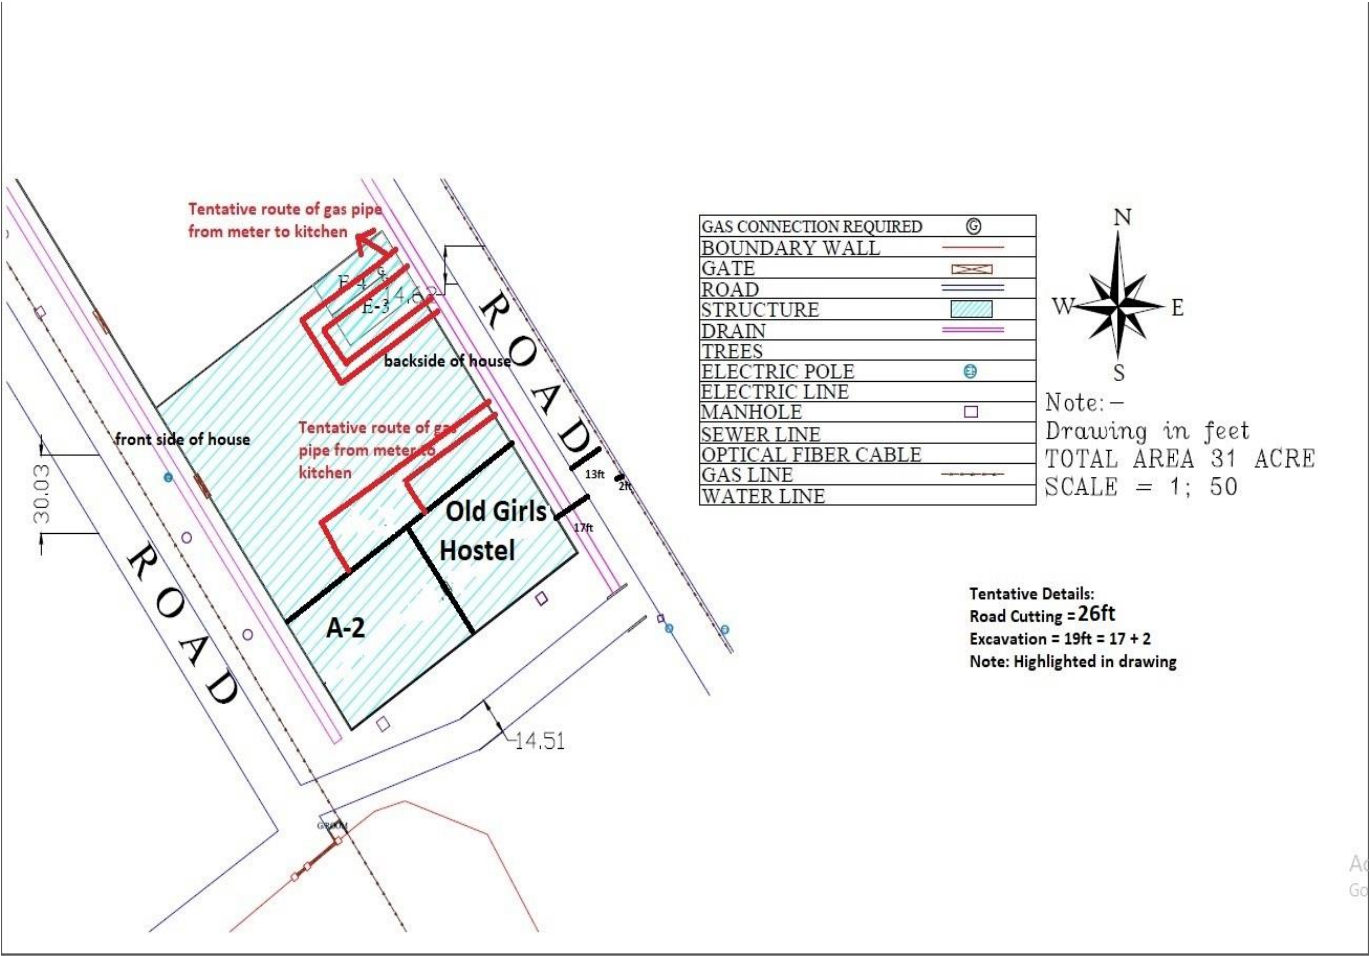 Tentative route of gas pipe
from meter to kitchen
E-4
G
E-3
ROAD
backside of house
front side of house
Tentative route of gas
pipe from meter to
kitchen
13ft
2ft
17ft
Old Girls
Hostel
A-2
30.03
ROAD
14.51
GAS CONNECTION REQUIRED G
BOUNDARY WALL
GATE
ROAD
STRUCTURE
DRAIN
TREES
ELECTRIC POLE
ELECTRIC LINE
MANHOLE
SEWER LINE
OPTICAL FIBER CABLE
GAS LINE
WATER LINE
N
W E
S
Note:-
Drawing in feet
TOTAL AREA 31 ACRE
SCALE = 1; 50
Tentative Details:
Road Cutting = 26ft
Excavation = 19ft = 17 + 2
Note: Highlighted in drawing